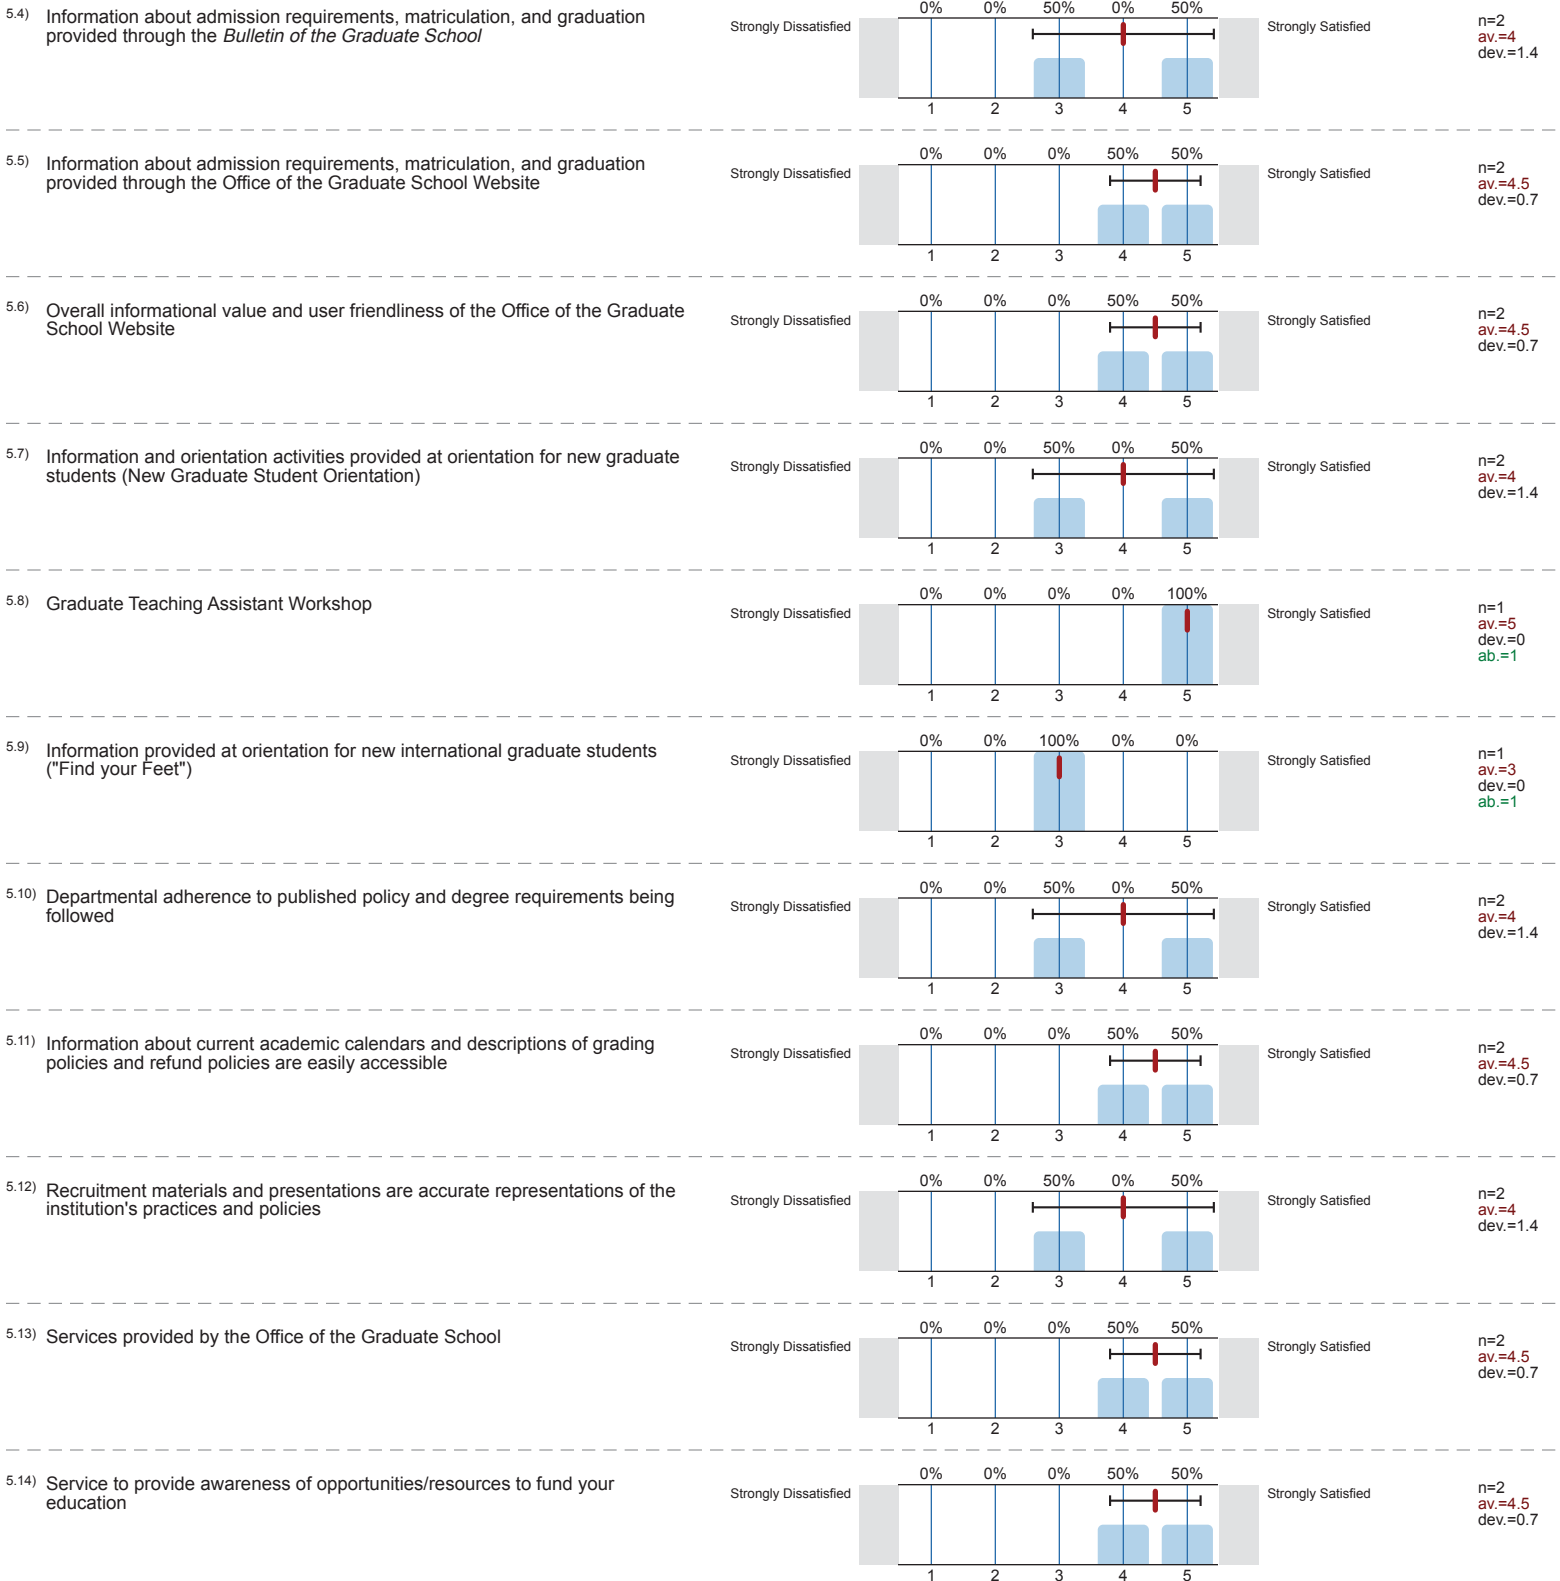 5.4) Information about admission requirements, matriculation, and graduation
provided through the Bulletin of the Graduate School
Strongly Dissatisfied
0% 0% 50% 0% 50%
1 2 3 4 5
Strongly Satisfied
n=2
av.=4
dev.=1.4
5.5) Information about admission requirements, matriculation, and graduation
provided through the Office of the Graduate School Website
Strongly Dissatisfied
0% 0% 0% 50% 50%
1 2 3 4 5
Strongly Satisfied
n=2
av.=4.5
dev.=0.7
5.6) Overall informational value and user friendliness of the Office of the Graduate
School Website
Strongly Dissatisfied
0% 0% 0% 50% 50%
1 2 3 4 5
Strongly Satisfied
n=2
av.=4.5
dev.=0.7
5.7) Information and orientation activities provided at orientation for new graduate
students (New Graduate Student Orientation)
Strongly Dissatisfied
0% 0% 50% 0% 50%
1 2 3 4 5
Strongly Satisfied
n=2
av.=4
dev.=1.4
5.8) Graduate Teaching Assistant Workshop
Strongly Dissatisfied
0% 0% 0% 0% 100%
1 2 3 4 5
Strongly Satisfied
n=1
av.=5
dev.=0
ab.=1
5.9) Information provided at orientation for new international graduate students
("Find your Feet")
Strongly Dissatisfied
0% 0% 100% 0% 0%
1 2 3 4 5
Strongly Satisfied
n=1
av.=3
dev.=0
ab.=1
5.10) Departmental adherence to published policy and degree requirements being
followed
Strongly Dissatisfied
0% 0% 50% 0% 50%
1 2 3 4 5
Strongly Satisfied
n=2
av.=4
dev.=1.4
5.11) Information about current academic calendars and descriptions of grading
policies and refund policies are easily accessible
Strongly Dissatisfied
0% 0% 0% 50% 50%
1 2 3 4 5
Strongly Satisfied
n=2
av.=4.5
dev.=0.7
5.12) Recruitment materials and presentations are accurate representations of the
institution's practices and policies
Strongly Dissatisfied
0% 0% 50% 0% 50%
1 2 3 4 5
Strongly Satisfied
n=2
av.=4
dev.=1.4
5.13) Services provided by the Office of the Graduate School
Strongly Dissatisfied
0% 0% 0% 50% 50%
1 2 3 4 5
Strongly Satisfied
n=2
av.=4.5
dev.=0.7
5.14) Service to provide awareness of opportunities/resources to fund your
education
Strongly Dissatisfied
0% 0% 0% 50% 50%
1 2 3 4 5
Strongly Satisfied
n=2
av.=4.5
dev.=0.7